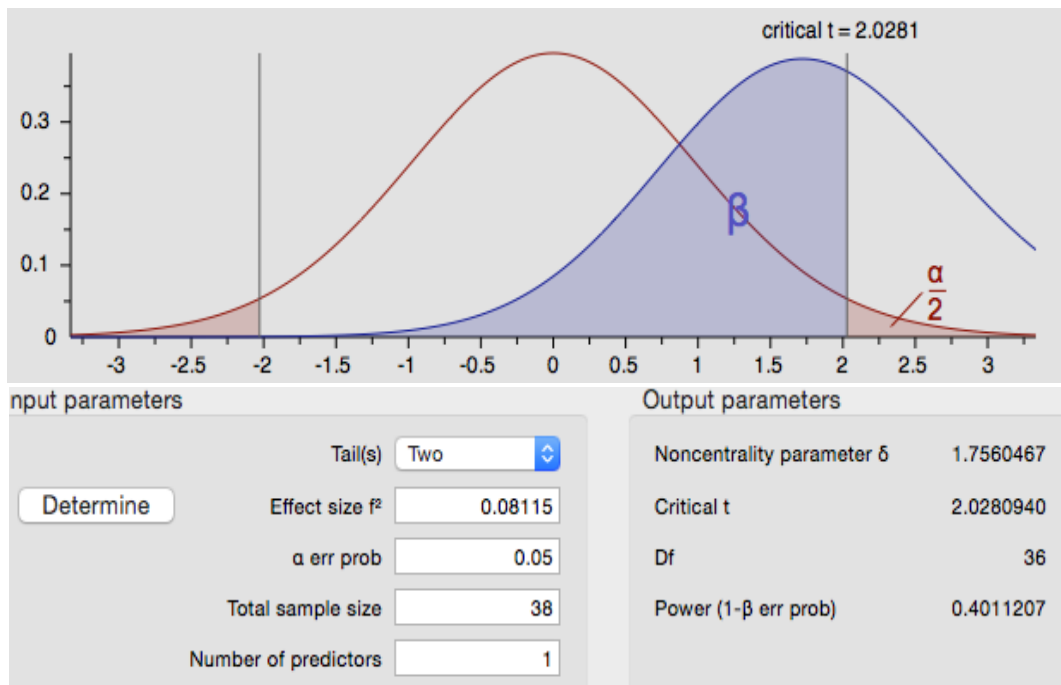 critical t = 2.0281
0.3
0.2
0.1
0
β
α
2
-3 -2.5 -2 -1.5 -1 -0.5 0 0.5 1 1.5 2 2.5 3
nput parameters
Output parameters
Tail(s) Two
Noncentrality parameter δ 1.7560467
Determine
Effect size f² 0.08115
Critical t 2.0280940
α err prob 0.05
Df 36
Total sample size 38
Power (1-β err prob) 0.4011207
Number of predictors 1